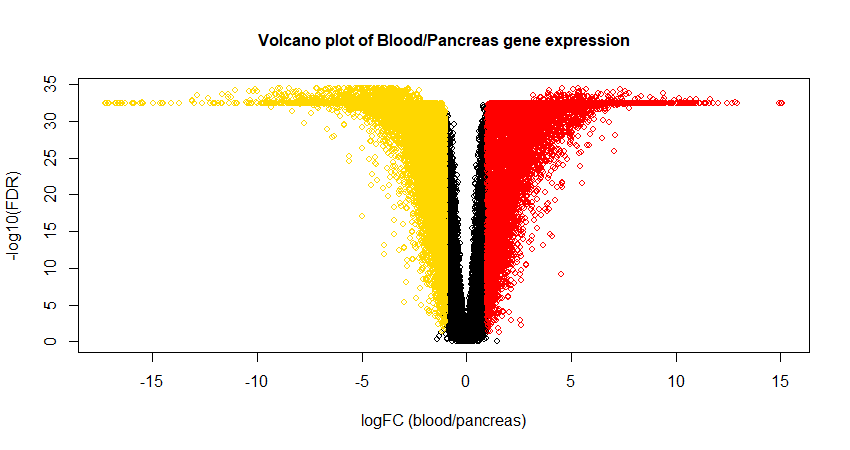 Volcano plot of Blood/Pancreas gene expression
35
30
25
20
15
10
5
0
-log10(FDR)
-15 -10 -5 0 5 10 15
logFC (blood/pancreas)